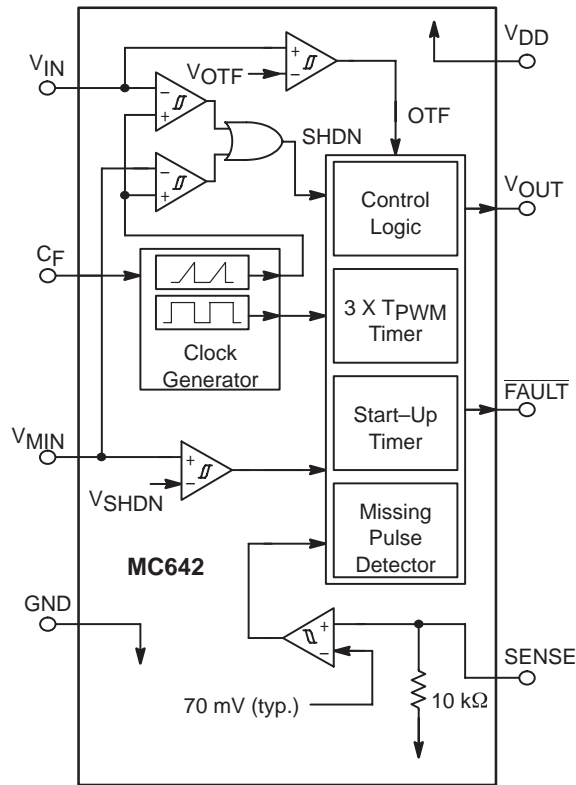 VDD
VIN
VOTF
+
−
−
+
SHDN
OTF
−
+
Control
Logic
VOUT
CF
3 X TPWM
Timer
Clock
Generator
FAULT
Start–Up
Timer
VMIN
+
−
VSHDN
Missing
Pulse
Detector
MC642
GND
+
−
SENSE
70 mV (typ.)
10 kΩ